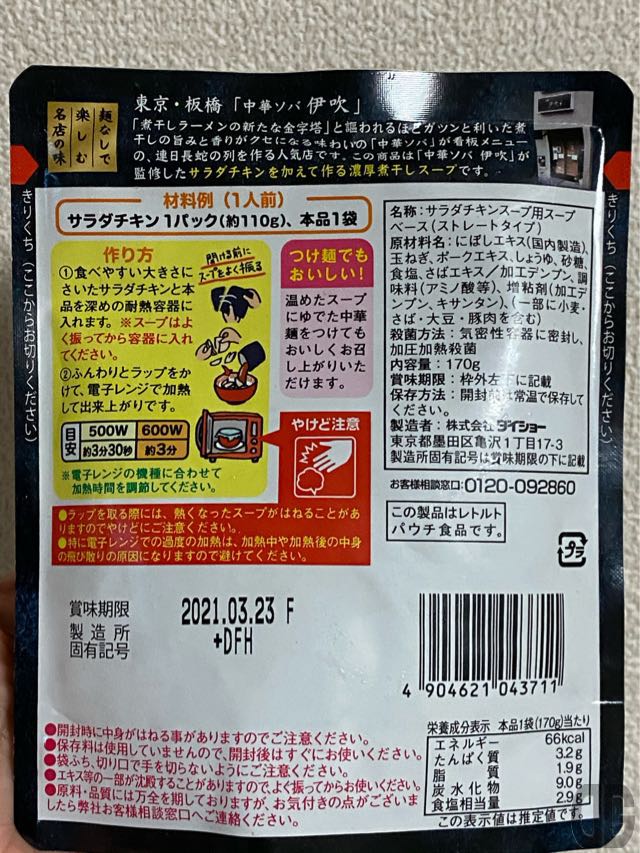 麺なしで
楽しむ
名店の味
東京・板橋「中華ソバ 伊吹」
「煮干しラーメンの新たな金字塔」と謳われるほどガツンと利いた煮
干しの旨みと香りがクセになる味わいの「中華ソバ」が看板メニュー
の、連日長蛇の列を作る人気店です。この商品は「中華ソバ 伊吹」が
監修したサラダチキンを加えて作る濃厚煮干しスープです。
きりくち(ここからお切りください)
材料例(1人前)
サラダチキン1パック(約110g)、本品1袋
作り方
①食べやすい大きさに
さいたサラダチキンと本
品を深めの耐熱容器に
入れます。※スープはよ
く振ってから容器に入れ
てください。
②ふんわりとラップをか
けて、電子レンジで加熱
して出来上がりです。
開ける前に
スープをよく振る
目安
500W 600W
約3分30秒 約3分
※電子レンジの機種に合わせて
加熱時間を調節してください。
つけ麺でも
おいしい!
温めたスープ
にゆでた中華
麺をつけても
おいしくお召
し上がりいた
だけます。
やけど注意
●ラップを取る際には、熱くなったスープがはねることがあ
りますのでやけどにご注意ください。
●特に電子レンジでの過度の加熱は、加熱中や加熱後の中身
の飛び散りの原因になりますので避けてください。
名称:サラダチキンスープ用スープ
ベース(ストレートタイプ)
原材料名:にぼしエキス(国内製造)、
玉ねぎ、ポークエキス、しょうゆ、砂糖、
食塩、さばエキス/加工デンプン、調
味料(アミノ酸等)、増粘剤(加工デ
ンプン、キサンタン)、(一部に小麦・
さば・大豆・豚肉を含む)
殺菌方法:気密性容器に密封し、
加圧加熱殺菌
内容量:170g
賞味期限:枠外左下に記載
保存方法:開封前は常温で保存して
ください。
製造者:株式会社ダイショー
東京都墨田区亀沢1丁目17-3
製造所固有記号は賞味期限の下に記載
お客様相談窓口:0120-092860
この製品はレトルト
パウチ食品です。
プラ
きりくち(ここからお切りください)
賞味期限
製造所
固有記号
2021.03.23 F
+DFH
4 904621 043711
●開封時に中身がはねる事がありますのでご注意ください。
●保存料は使用していませんので、開封後はすぐにお使いください。
●袋ふち、切り口で手を切らないようにご注意ください。
●エキス等の一部が沈殿することがありますので、よく振ってからお使いください。
●原料・品質には万全を期しておりますが、お気付きの点がございま
したら弊社お客様相談窓口へご連絡ください。
栄養成分表示 本品1袋(170g)当たり
エネルギー 66kcal
たんぱく質 3.2g
脂質 1.9g
炭水化物 9.0g
食塩相当量 2.9g
この表示値は推定値です。